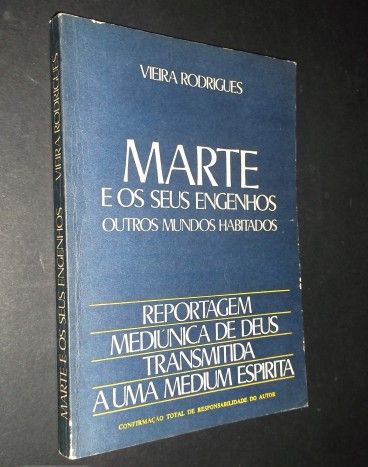 VIEIRA RODRIGUES
MARTE
E OS SEUS ENGENHOS
OUTROS MUNDOS HABITADOS
REPORTAGEM
MEDIÚNICA DE DEUS
TRANSMITIDA
A UMA MEDIUM ESPIRITA
CONFIRMAÇÃO TOTAL DE RESPONSABILIDADE DO AUTOR
MARTE E OS SEUS ENGENHOS VIEIRA RODRIGUES